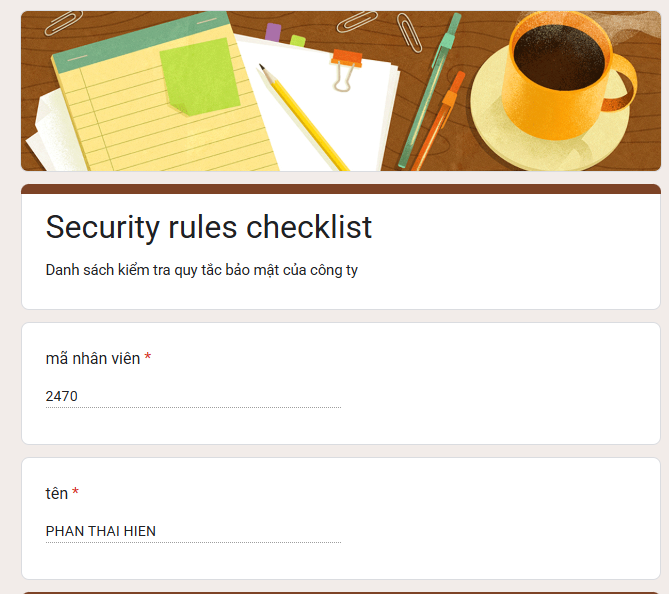 Security rules checklist
Danh sách kiểm tra quy tắc bảo mật của công ty
mã nhân viên *
2470
tên *
PHAN THAI HIEN